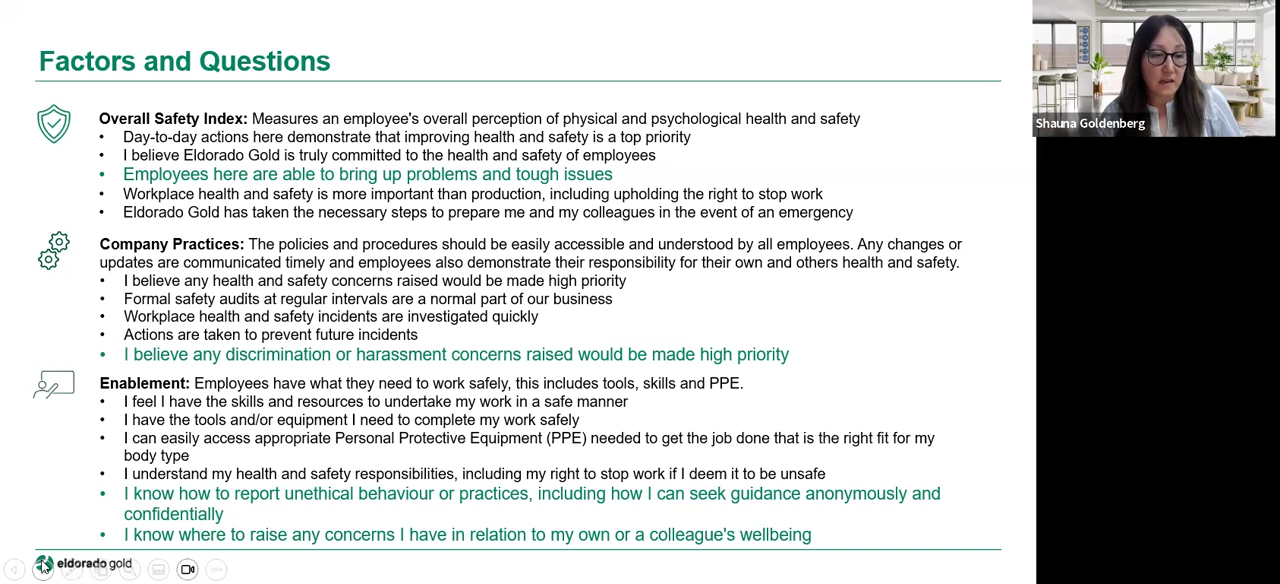 Factors and Questions
Overall Safety Index: Measures an employee's overall perception of physical and psychological health and safety
• Day-to-day actions here demonstrate that improving health and safety is a top priority
• I believe Eldorado Gold is truly committed to the health and safety of employees
• Employees here are able to bring up problems and tough issues
• Workplace health and safety is more important than production, including upholding the right to stop work
• Eldorado Gold has taken the necessary steps to prepare me and my colleagues in the event of an emergency
Company Practices: The policies and procedures should be easily accessible and understood by all employees. Any changes or
updates are communicated timely and employees also demonstrate their responsibility for their own and others health and safety.
• I believe any health and safety concerns raised would be made high priority
• Formal safety audits at regular intervals are a normal part of our business
• Workplace health and safety incidents are investigated quickly
• Actions are taken to prevent future incidents
• I believe any discrimination or harassment concerns raised would be made high priority
Enablement: Employees have what they need to work safely, this includes tools, skills and PPE.
• I feel I have the skills and resources to undertake my work in a safe manner
• I have the tools and/or equipment I need to complete my work safely
• I can easily access appropriate Personal Protective Equipment (PPE) needed to get the job done that is the right fit for my
body type
• I understand my health and safety responsibilities, including my right to stop work if I deem it to be unsafe
• I know how to report unethical behaviour or practices, including how I can seek guidance anonymously and
confidentially
• I know where to raise any concerns I have in relation to my own or a colleague's wellbeing
eldorado gold
Shauna Goldenberg